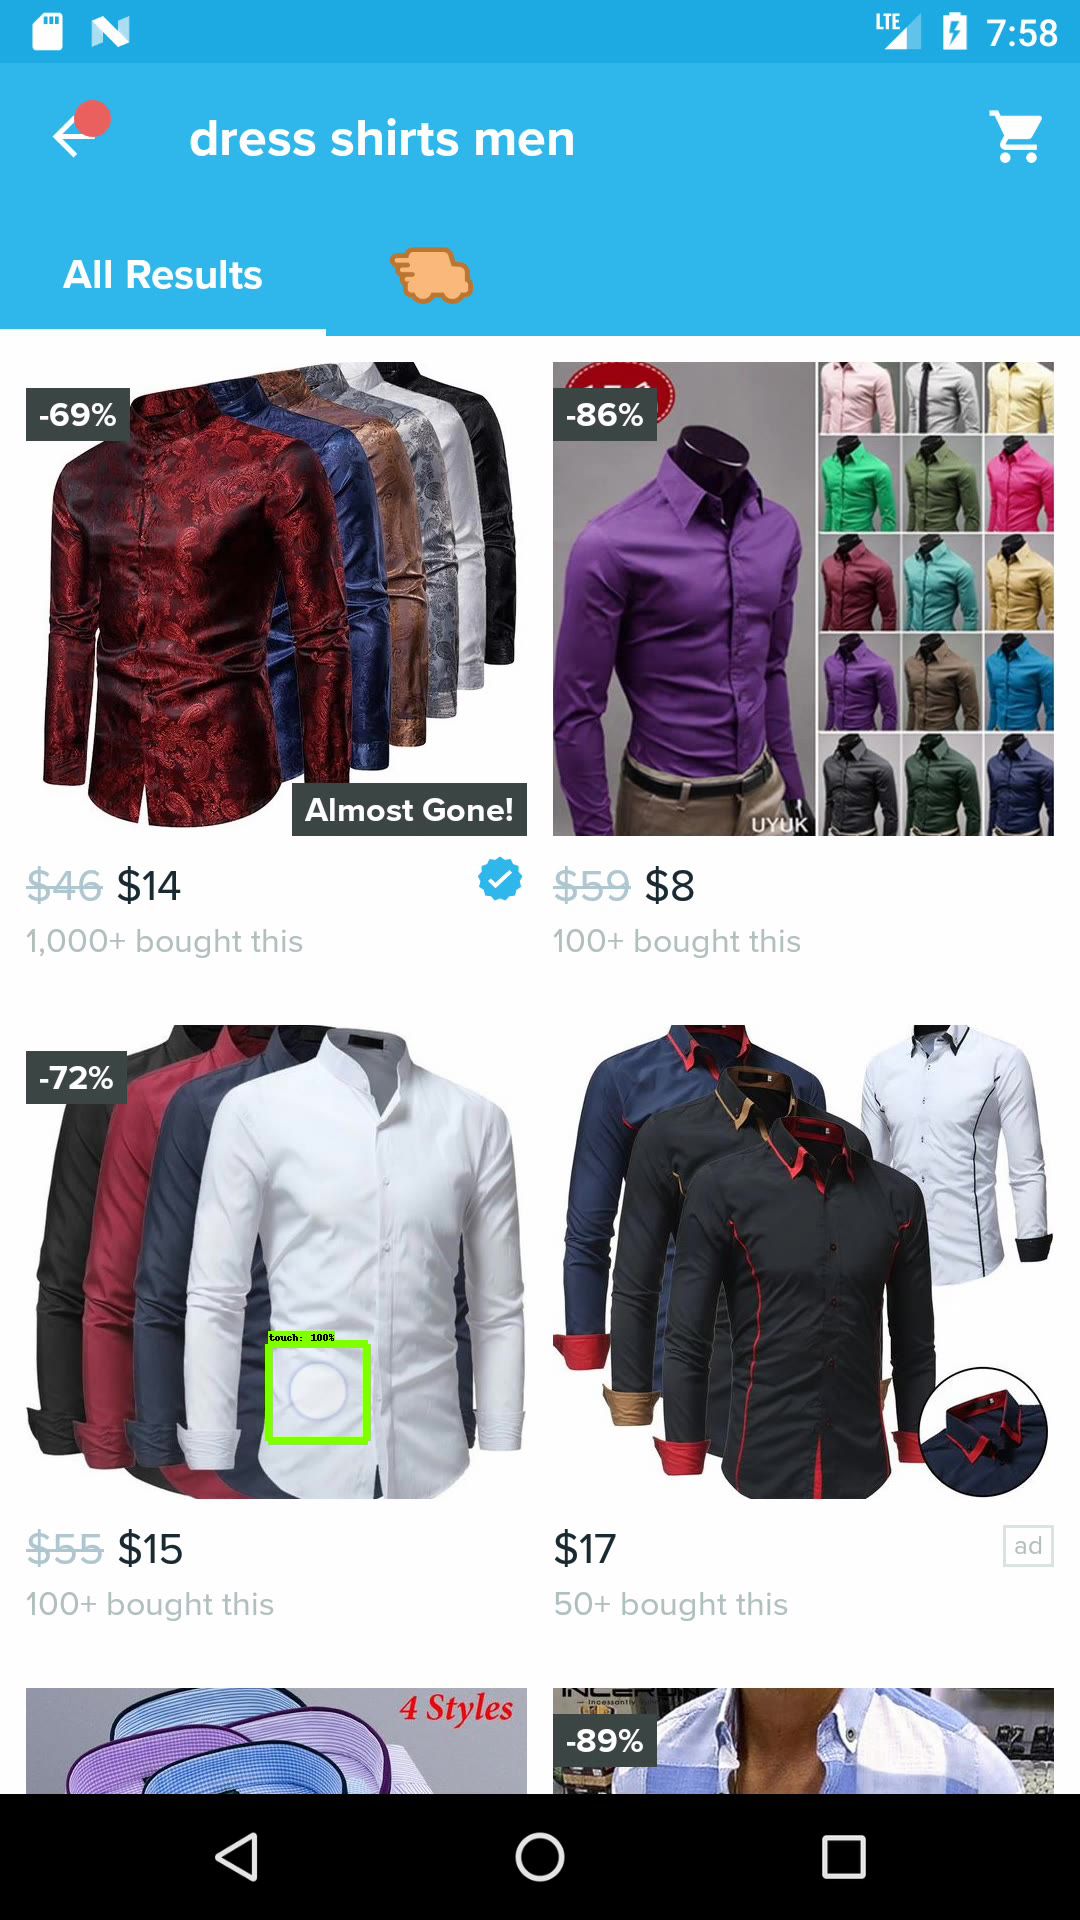 LTE 7:58
dress shirts men
All Results
-69%
-86%
Almost Gone!
UYUK
$46 $14
$59 $8
1,000+ bought this
100+ bought this
-72%
touch: 100%
$55 $15
$17
ad
100+ bought this
50+ bought this
4 Styles
-89%